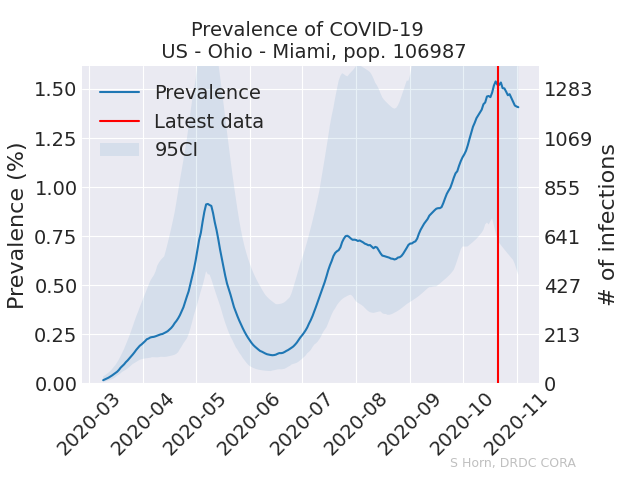 Prevalence of COVID-19
US - Ohio - Miami, pop. 106987
Prevalence (%)
1.50
1.25
1.00
0.75
0.50
0.25
0.00
Prevalence
Latest data
95CI
1283
1069
855
641
427
213
0
# of infections
2020-03
2020-04
2020-05
2020-06
2020-07
2020-08
2020-09
2020-10
2020-11
S Horn, DRDC CORA